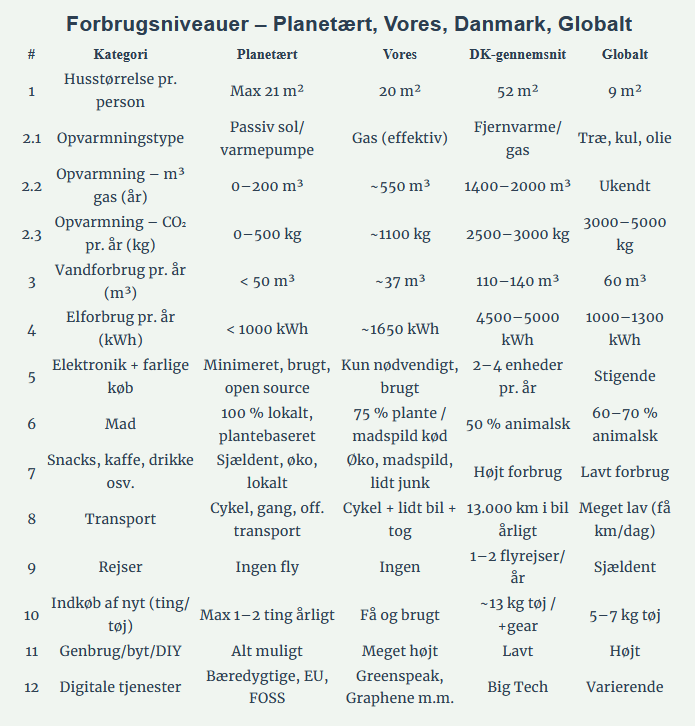 Forbrugsniveauer – Planetært, Vores, Danmark, Globalt
# Kategori Planetært Vores DK-gennemsnit Globalt
1 Husstørrelse pr. person Max 21 m² 20 m² 52 m² 9 m²
2.1 Opvarmningstype Passiv sol/ varmepumpe Gas (effektiv) Fjernvarme/ gas Træ, kul, olie
2.2 Opvarmning – m³ gas (år) 0–200 m³ ~550 m³ 1400–2000 m³ Ukendt
2.3 Opvarmning – CO₂ pr. år (kg) 0–500 kg ~1100 kg 2500–3000 kg 3000–5000 kg
3 Vandforbrug pr. år (m³) < 50 m³ ~37 m³ 110–140 m³ 60 m³
4 Elforbrug pr. år (kWh) < 1000 kWh ~1650 kWh 4500–5000 kWh 1000–1300 kWh
5 Elektronik + farlige køb Minimeret, brugt, open source Kun nødvendigt, brugt 2–4 enheder pr. år Stigende
6 Mad 100 % lokalt, plantebaseret 75 % plante / madspild kød 50 % animalsk 60–70 % animalsk
7 Snacks, kaffe, drikke osv. Sjældent, øko, lokalt Øko, madspild, lidt junk Højt forbrug Lavt forbrug
8 Transport Cykel, gang, off. transport Cykel + lidt bil + tog 13.000 km i bil årligt Meget lav (få km/dag)
9 Rejser Ingen fly Ingen 1–2 flyrejser/ år Sjældent
10 Indkøb af nyt (ting/ tøj) Max 1–2 ting årligt Få og brugt ~13 kg tøj / +gear 5–7 kg tøj
11 Genbrug/byt/DIY Alt muligt Meget højt Lavt Højt
12 Digitale tjenester Bæredygtige, EU, FOSS Greenspeak, Graphene m.m. Big Tech Varierende